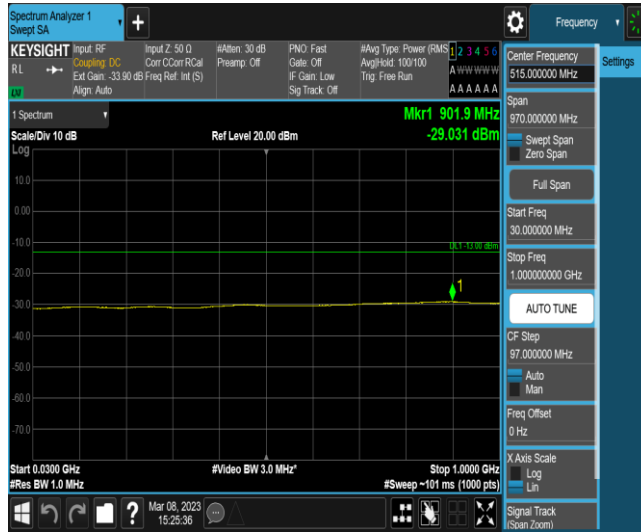 Spectrum Analyzer 1
Swept SA
Frequency
KEYSIGHT
RL
LXI
Input: RF
Coupling: DC
Ext Gain: -33.90 dB
Align: Auto
Input Z: 50 Ω
Corr CCorr RCal
Freq Ref: Int (S)
#Atten: 30 dB
Preamp: Off
PNO: Fast
Gate: Off
IF Gain: Low
Sig Track: Off
#Avg Type: Power (RMS
Avg|Hold: 100/100
Trig: Free Run
1 2 3 4 5 6
A W W W W W
A A A A A A
1 Spectrum
Scale/Div 10 dB
Ref Level 20.00 dBm
Mkr1 901.9 MHz
-29.031 dBm
Log
10.0
0.00
-10.0
-20.0
-30.0
-40.0
-50.0
-60.0
-70.0
DL1 -13.00 dBm
1
Start 0.0300 GHz
#Video BW 3.0 MHz*
Stop 1.0000 GHz
#Res BW 1.0 MHz
#Sweep ~101 ms (1000 pts)
Mar 08, 2023
15:25:36
Center Frequency
515.000000 MHz
Settings
Span
970.000000 MHz
Swept Span
Zero Span
Full Span
Start Freq
30.000000 MHz
Stop Freq
1.000000000 GHz
AUTO TUNE
CF Step
97.000000 MHz
Auto
Man
Freq Offset
0 Hz
X Axis Scale
Log
Lin
Signal Track
(Span Zoom)